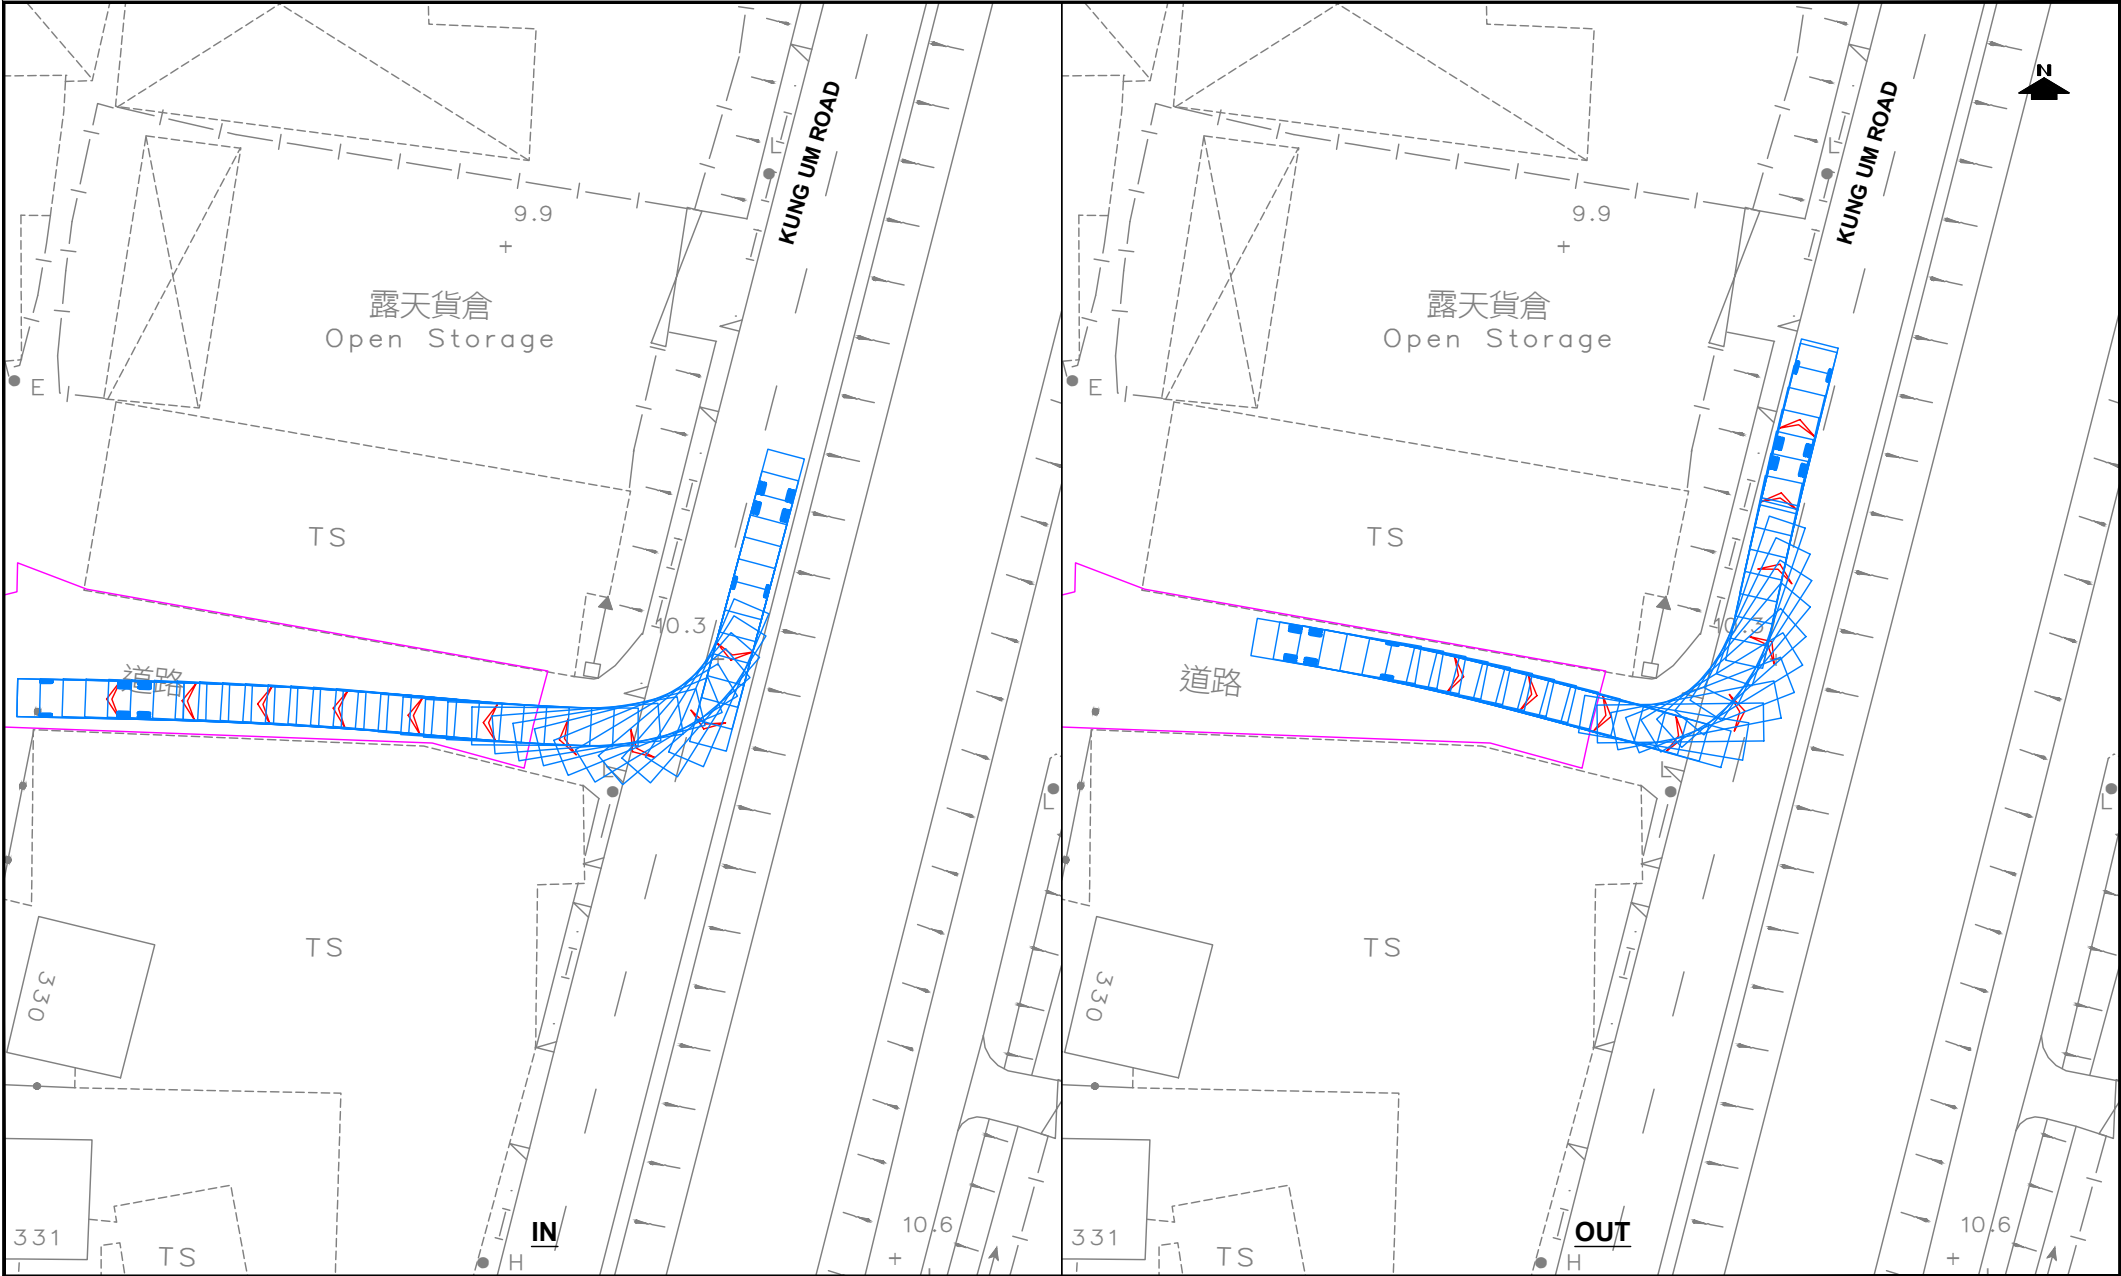 KUNG UM ROAD
L
9.9
露天貨倉
Open Storage
E
TS
10.3
道路
L
L
TS
330
331
TS
IN
H
10.6
N
KUNG UM ROAD
L
9.9
露天貨倉
Open Storage
E
TS
10.3
道路
L
L
TS
330
331
TS
OUT
H
10.6